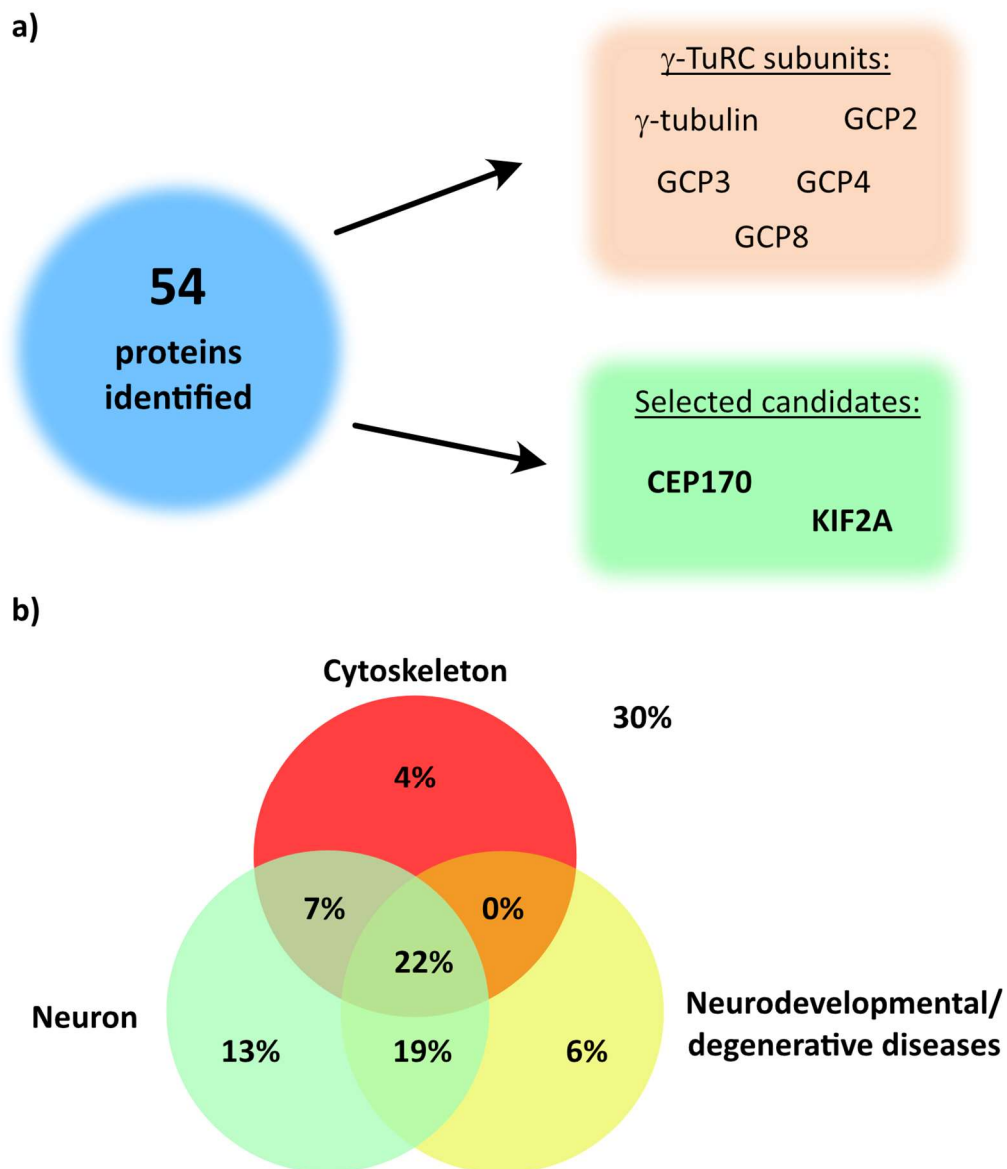 a)
γ-TuRC subunits:
γ-tubulin GCP2
GCP3 GCP4
GCP8
54
proteins
identified
Selected candidates:
CEP170
KIF2A
b)
Cytoskeleton
30%
4%
7% 0%
22%
Neuron
Neurodevelopmental/
degenerative diseases
13% 19% 6%